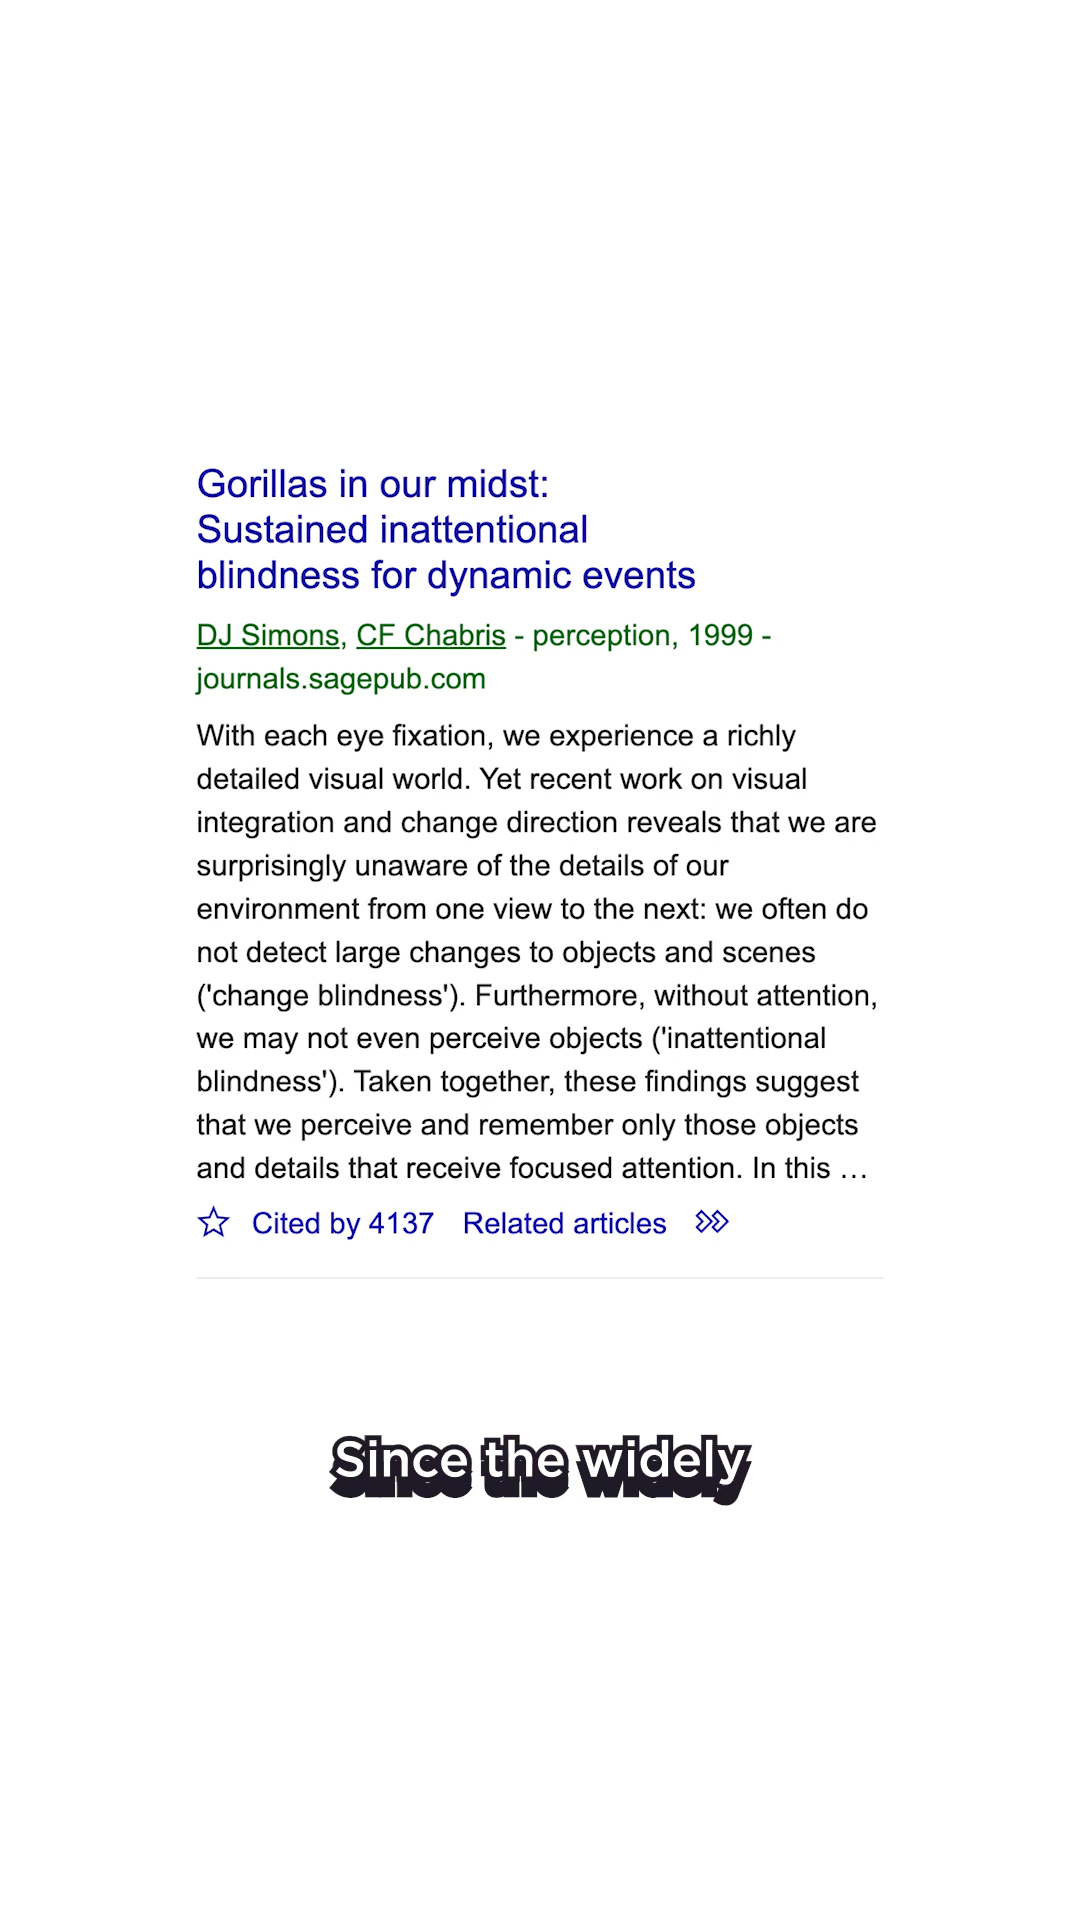 Gorillas in our midst:
Sustained inattentional
blindness for dynamic events
DJ Simons, CF Chabris - perception, 1999 -
journals.sagepub.com
With each eye fixation, we experience a richly
detailed visual world. Yet recent work on visual
integration and change direction reveals that we are
surprisingly unaware of the details of our
environment from one view to the next: we often do
not detect large changes to objects and scenes
('change blindness'). Furthermore, without attention,
we may not even perceive objects ('inattentional
blindness'). Taken together, these findings suggest
that we perceive and remember only those objects
and details that receive focused attention. In this …
Cited by 4137 Related articles
Since the widely